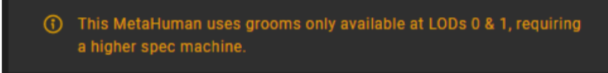 This MetaHuman uses grooms only available at LODs 0 & 1, requiring
a higher spec machine.